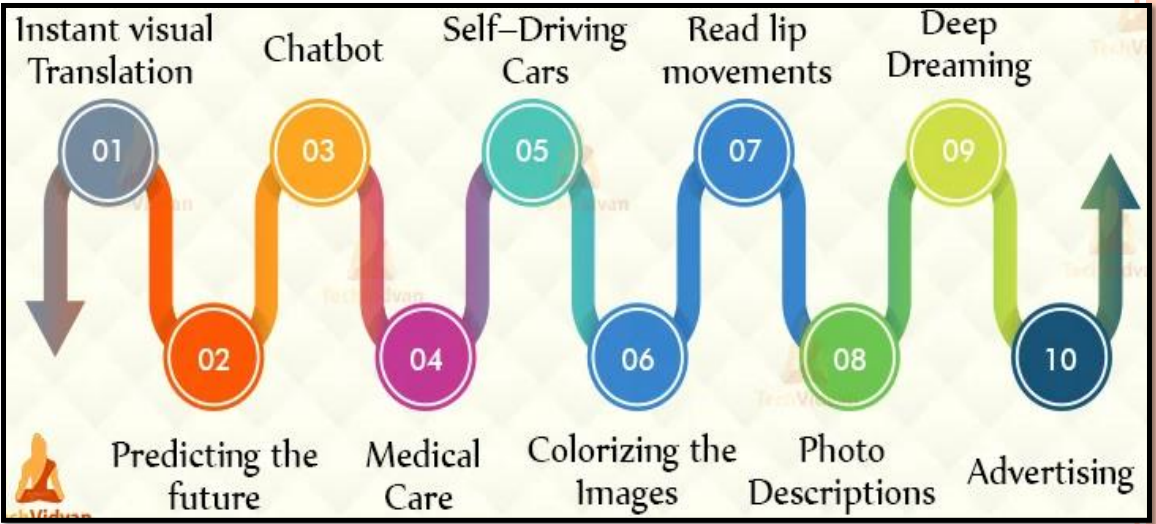 Instant visual
Translation
01
Predicting the
future
02
Chatbot
03
Medical
Care
04
Self–Driving
Cars
05
Colorizing the
Images
06
Read lip
movements
07
Photo
Descriptions
08
Deep
Dreaming
09
Advertising
10
TechVidvan